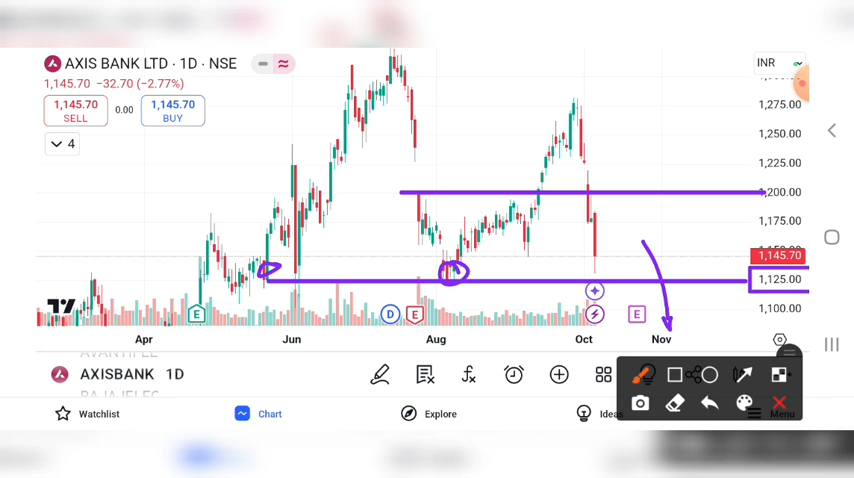 AXIS BANK LTD · 1D · NSE
INR
1,145.70 −32.70 (−2.77%)
1,145.70
SELL
0.00
1,145.70
BUY
4
1,275.00
1,250.00
1,225.00
1,200.00
1,175.00
1,145.70
1,125.00
1,100.00
E
D
E
E
Apr
Jun
Aug
Oct
Nov
AXISBANK 1D
Watchlist
Chart
Explore
Ideas
Menu